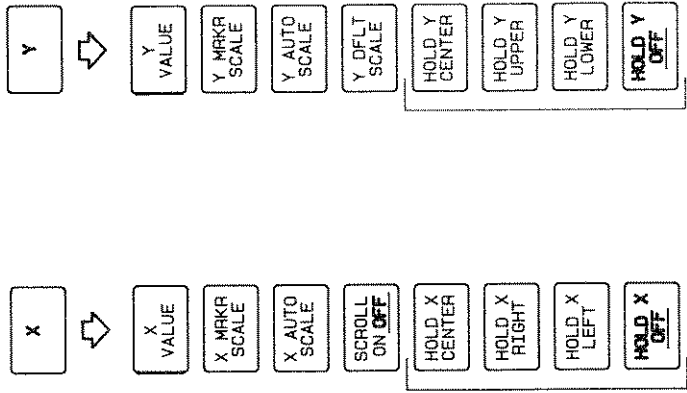 X
X
VALUE
X MRKR
SCALE
X AUTO
SCALE
SCROLL
ON OFF
HOLD X
CENTER
HOLD X
RIGHT
HOLD X
LEFT
HOLD X
OFF
Y
Y
VALUE
Y MRKR
SCALE
Y AUTO
SCALE
Y DFLT
SCALE
HOLD Y
CENTER
HOLD Y
UPPER
HOLD Y
LOWER
HOLD Y
OFF